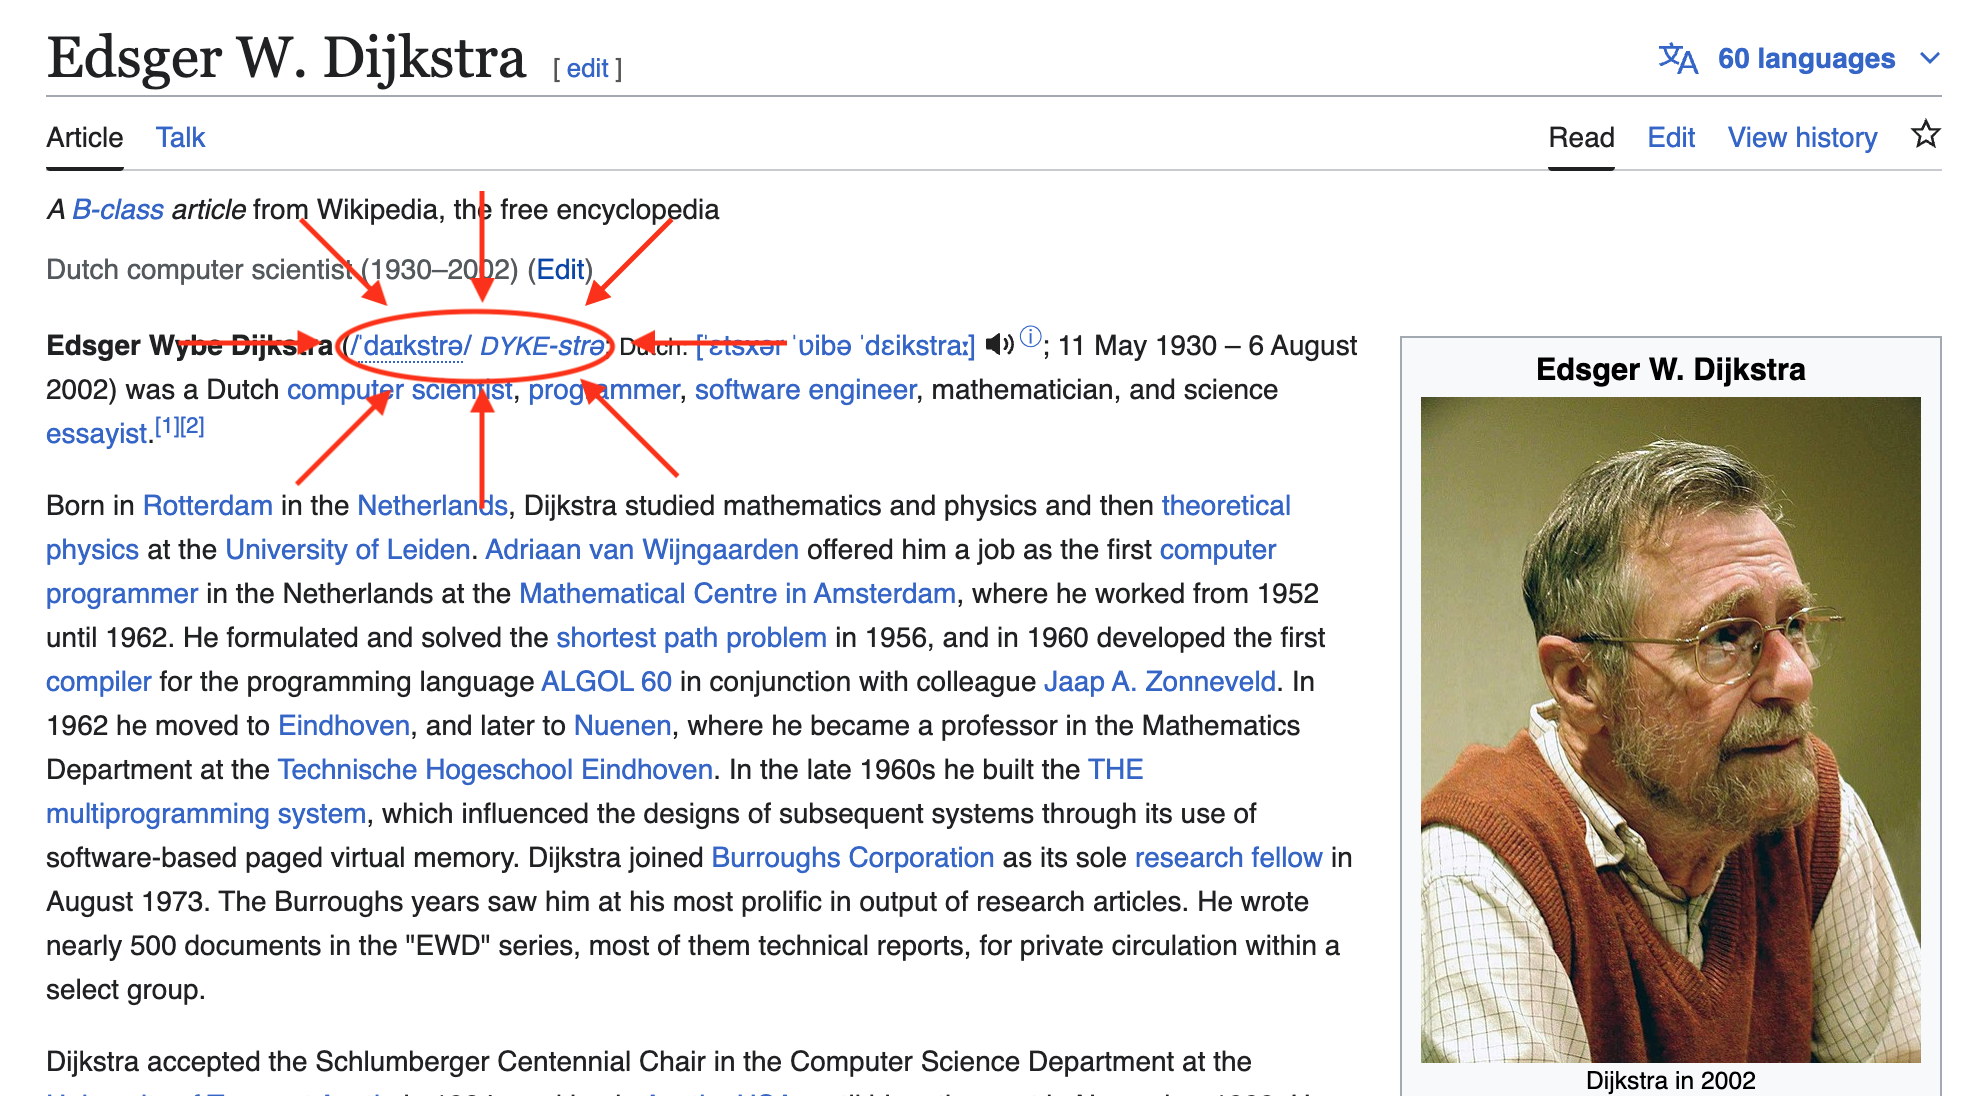 Edsger W. Dijkstra [ edit ]
60 languages
Article Talk
Read Edit View history
A B-class article from Wikipedia, the free encyclopedia
Dutch computer scientist (1930–2002) (Edit)
Edsger Wybe Dijkstra (/ˈdaɪkstrə/ DYKE-strə; Dutch: [ˈɛtsxər ˈʋibə ˈdɛikstraː] ; 11 May 1930 – 6 August
2002) was a Dutch computer scientist, programmer, software engineer, mathematician, and science
essayist.[1][2]
Born in Rotterdam in the Netherlands, Dijkstra studied mathematics and physics and then theoretical
physics at the University of Leiden. Adriaan van Wijngaarden offered him a job as the first computer
programmer in the Netherlands at the Mathematical Centre in Amsterdam, where he worked from 1952
until 1962. He formulated and solved the shortest path problem in 1956, and in 1960 developed the first
compiler for the programming language ALGOL 60 in conjunction with colleague Jaap A. Zonneveld. In
1962 he moved to Eindhoven, and later to Nuenen, where he became a professor in the Mathematics
Department at the Technische Hogeschool Eindhoven. In the late 1960s he built the THE
multiprogramming system, which influenced the designs of subsequent systems through its use of
software-based paged virtual memory. Dijkstra joined Burroughs Corporation as its sole research fellow in
August 1973. The Burroughs years saw him at his most prolific in output of research articles. He wrote
nearly 500 documents in the "EWD" series, most of them technical reports, for private circulation within a
select group.
Dijkstra accepted the Schlumberger Centennial Chair in the Computer Science Department at the
Edsger W. Dijkstra
Dijkstra in 2002